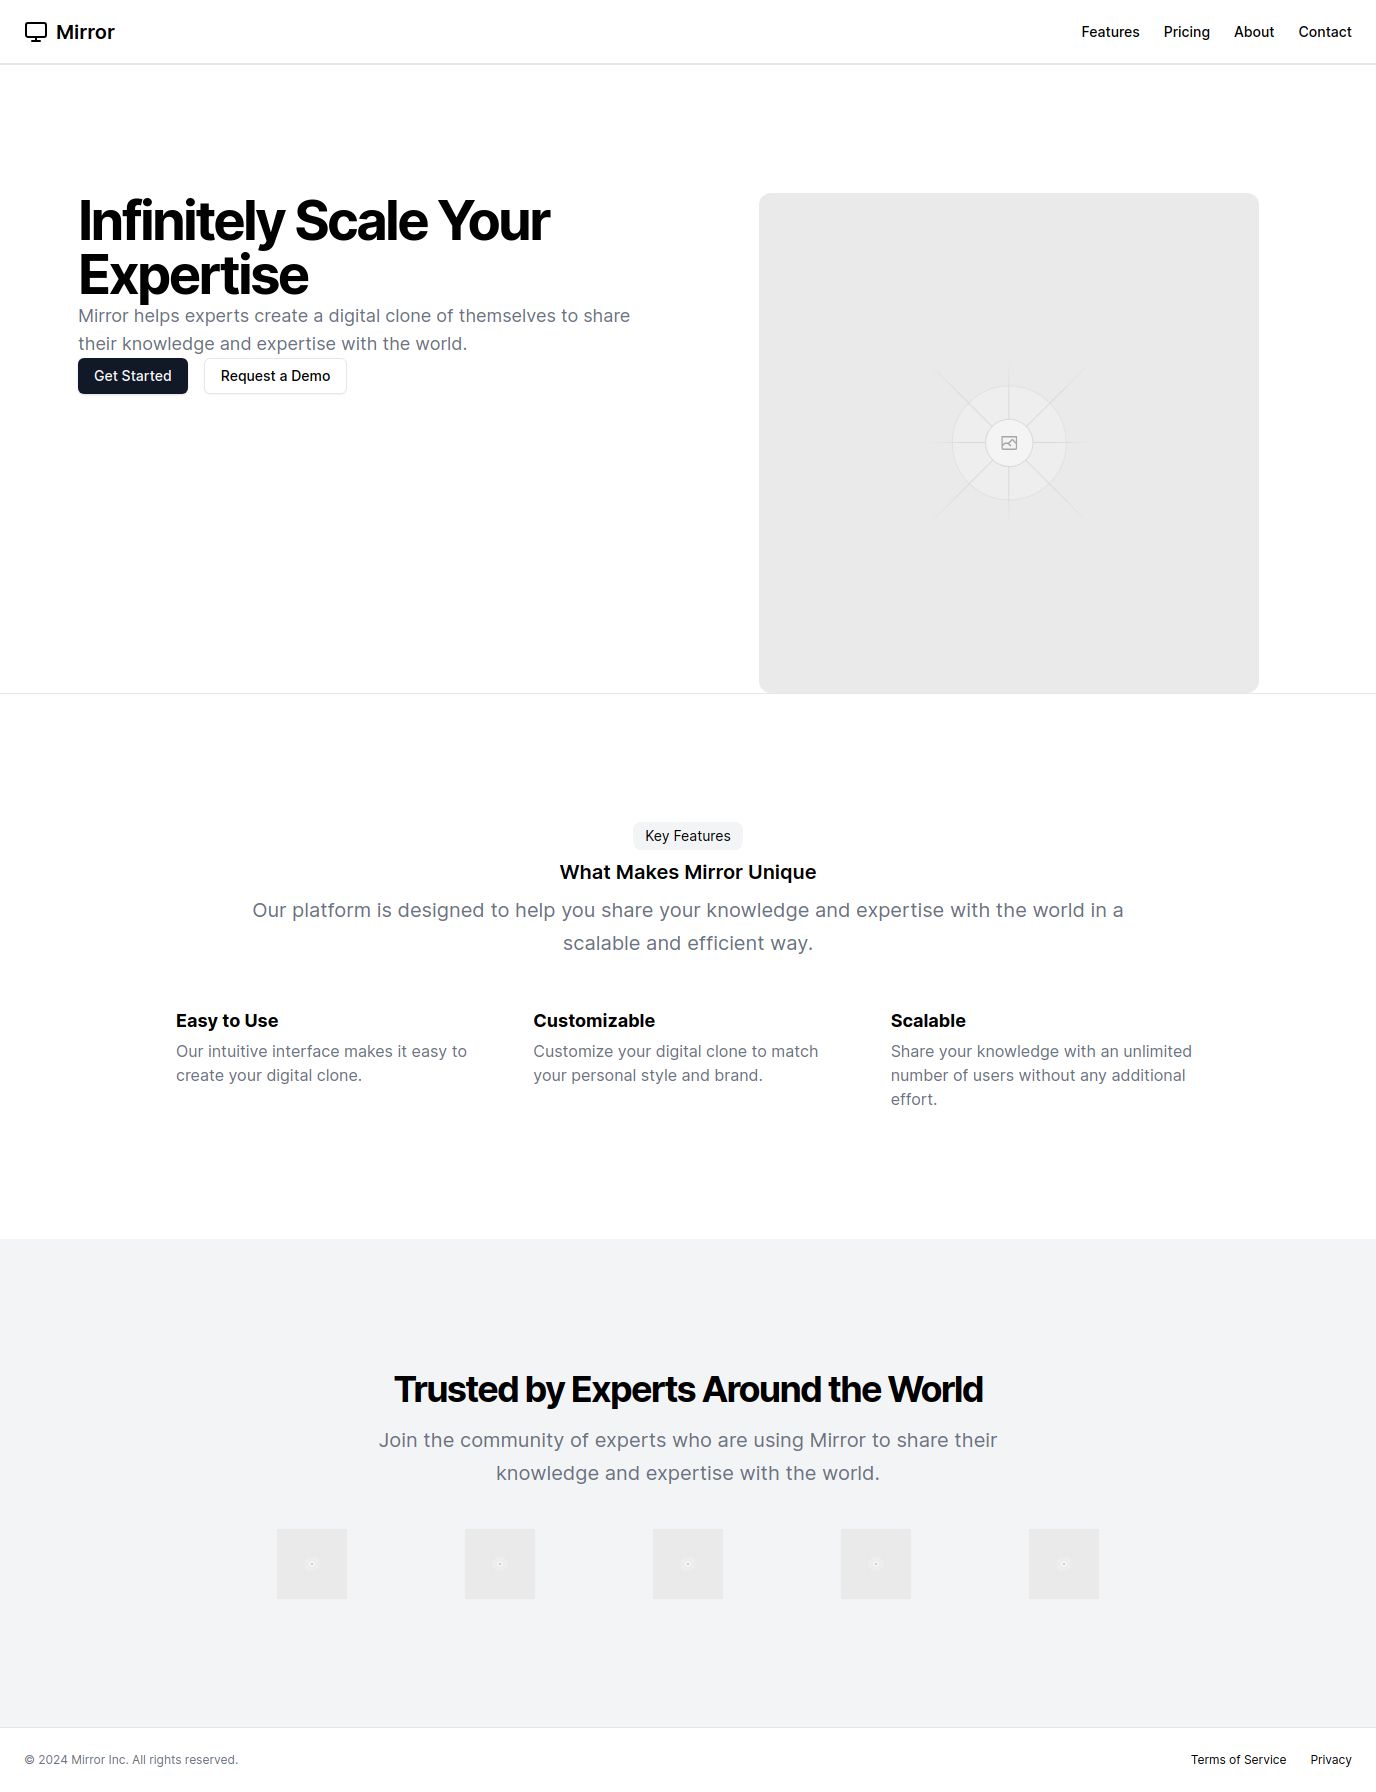 Mirror
Features Pricing About Contact
Infinitely Scale Your
Expertise
Mirror helps experts create a digital clone of themselves to share
their knowledge and expertise with the world.
Get Started Request a Demo
Key Features
What Makes Mirror Unique
Our platform is designed to help you share your knowledge and expertise with the world in a
scalable and efficient way.
Easy to Use
Our intuitive interface makes it easy to
create your digital clone.
Customizable
Customize your digital clone to match
your personal style and brand.
Scalable
Share your knowledge with an unlimited
number of users without any additional
effort.
Trusted by Experts Around the World
Join the community of experts who are using Mirror to share their
knowledge and expertise with the world.
© 2024 Mirror Inc. All rights reserved.
Terms of Service Privacy